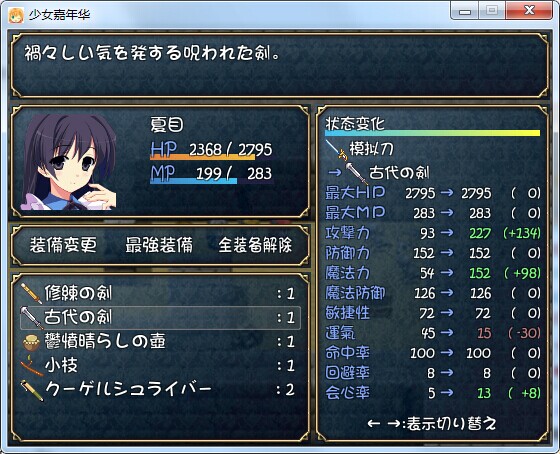 少女嘉年华
禍々しい気を発する呪われた剣。
夏目
HP 2368 / 2795
MP 199 / 283
装備変更 最強装備 全装备解除
修練の剣 : 1
古代の剣 : 1
鬱憤晴らしの壺 : 1
小枝 : 1
クーゲルシュライバー : 2
状态变化
模拟刀
→ 古代の剣
最大HP 2795 → 2795 ( 0)
最大MP 283 → 283 ( 0)
攻撃力 93 → 227 (+134)
防御力 152 → 152 ( 0)
魔法力 54 → 152 (+98)
魔法防御 126 → 126 ( 0)
敏捷性 72 → 72 ( 0)
運氣 45 → 15 (-30)
命中率 100 → 100 ( 0)
回避率 8 → 8 ( 0)
会心率 5 → 13 ( +8)
← →:表示切り替え